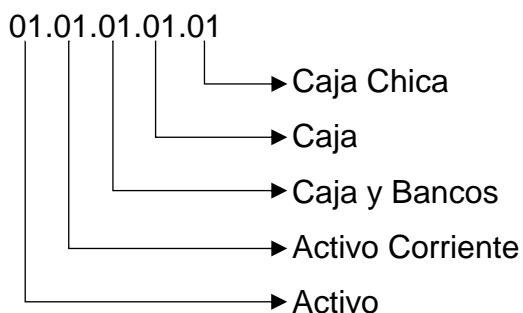 01.01.01.01.01
Caja Chica
Caja
Caja y Bancos
Activo Corriente
Activo